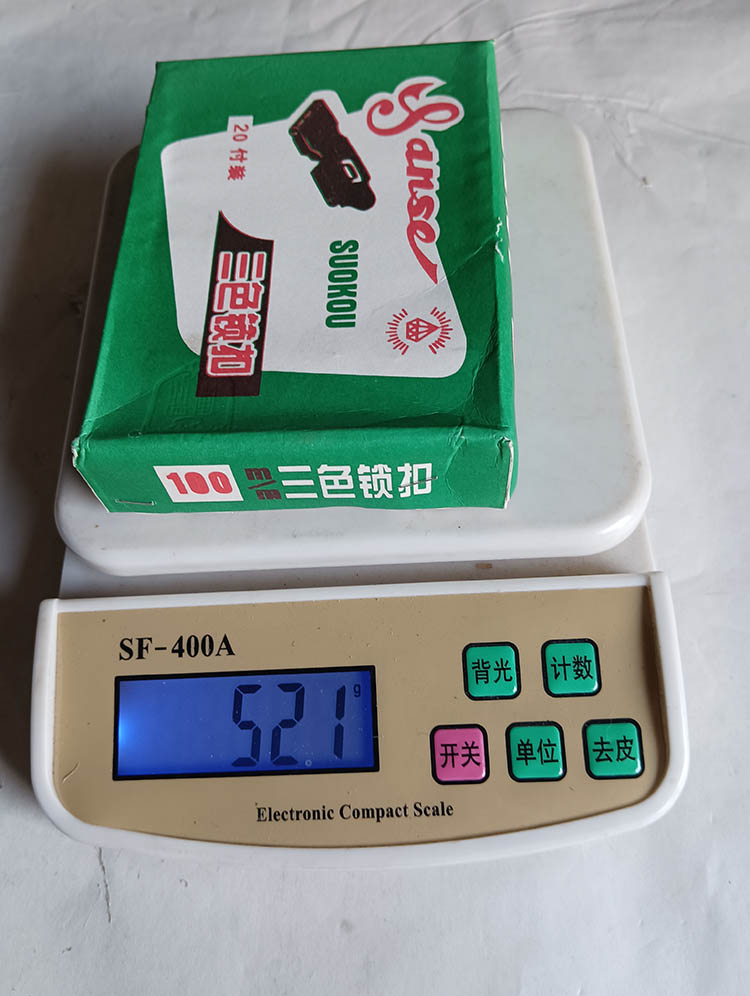 Sanse
20付装
SUOKOU
三色锁扣
100
三色锁扣
SF-400A
521
g
背光
计数
开关
单位
去皮
Electronic Compact Scale